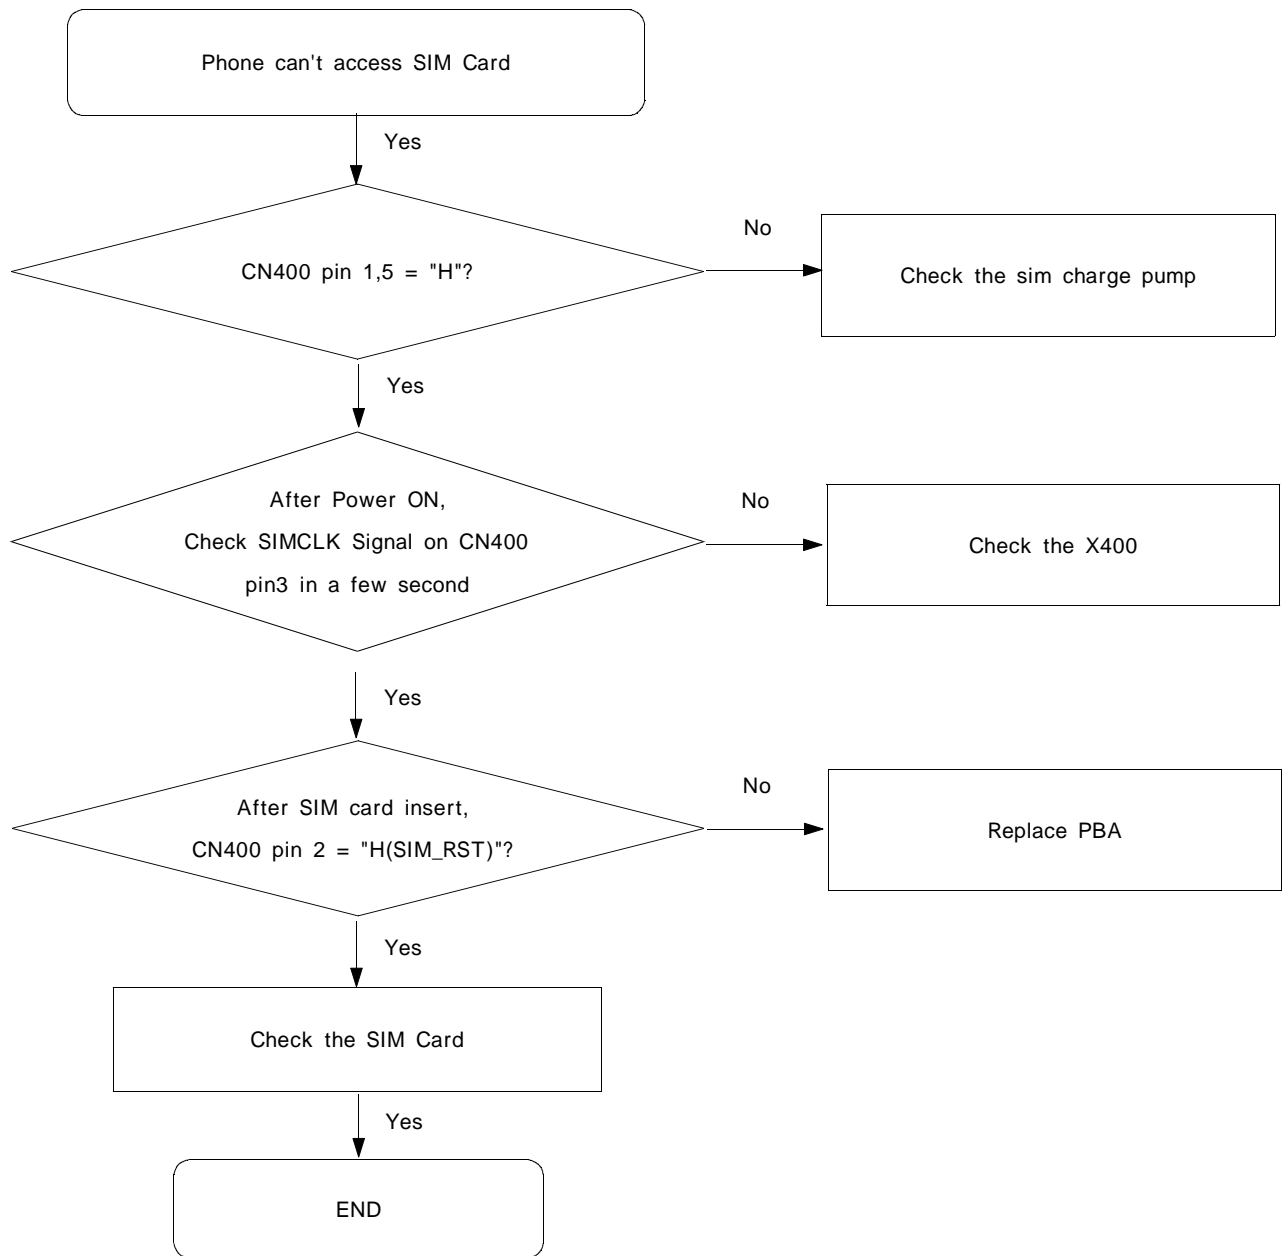 Phone can't access SIM Card
Yes
No
CN400 pin 1,5 = "H"?
Check the sim charge pump
Yes
After Power ON,
Check SIMCLK Signal on CN400
pin3 in a few second
No
Check the X400
Yes
After SIM card insert,
CN400 pin 2 = "H(SIM_RST)"?
No
Replace PBA
Yes
Check the SIM Card
Yes
END